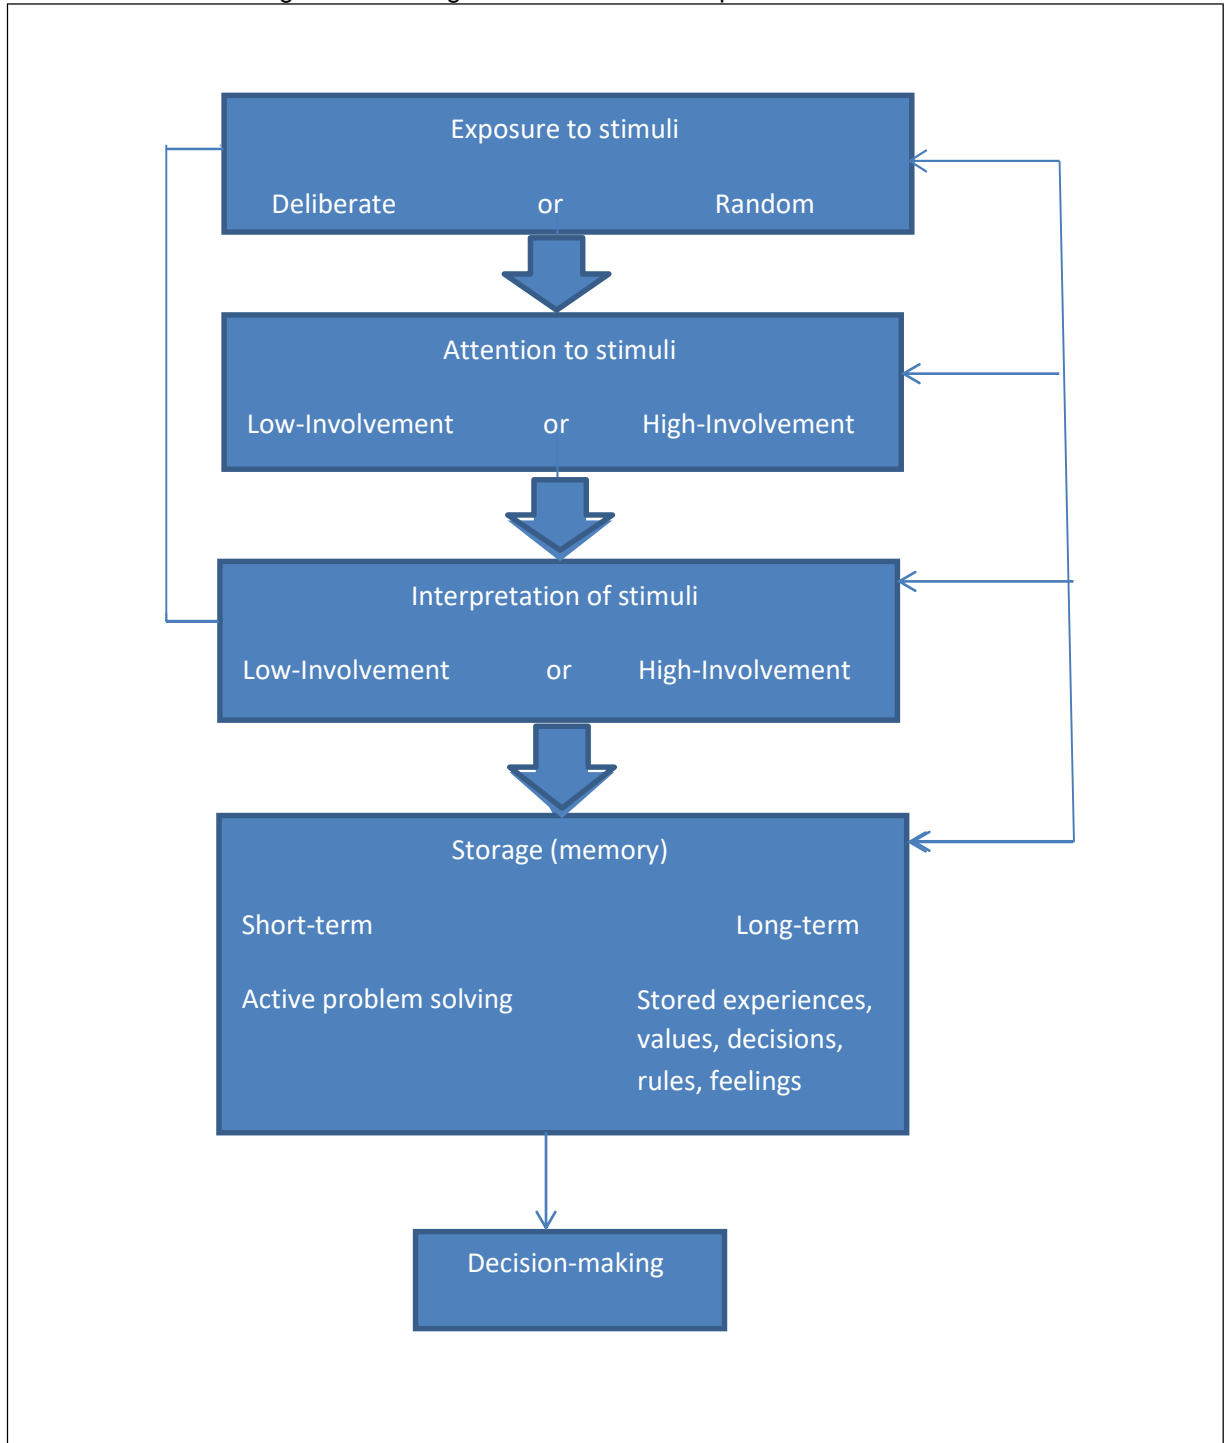 Exposure to stimuli
Deliberate or Random
Attention to stimuli
Low-Involvement or High-Involvement
Interpretation of stimuli
Low-Involvement or High-Involvement
Storage (memory)
Short-term Long-term
Active problem solving Stored experiences,
values, decisions,
rules, feelings
Decision-making